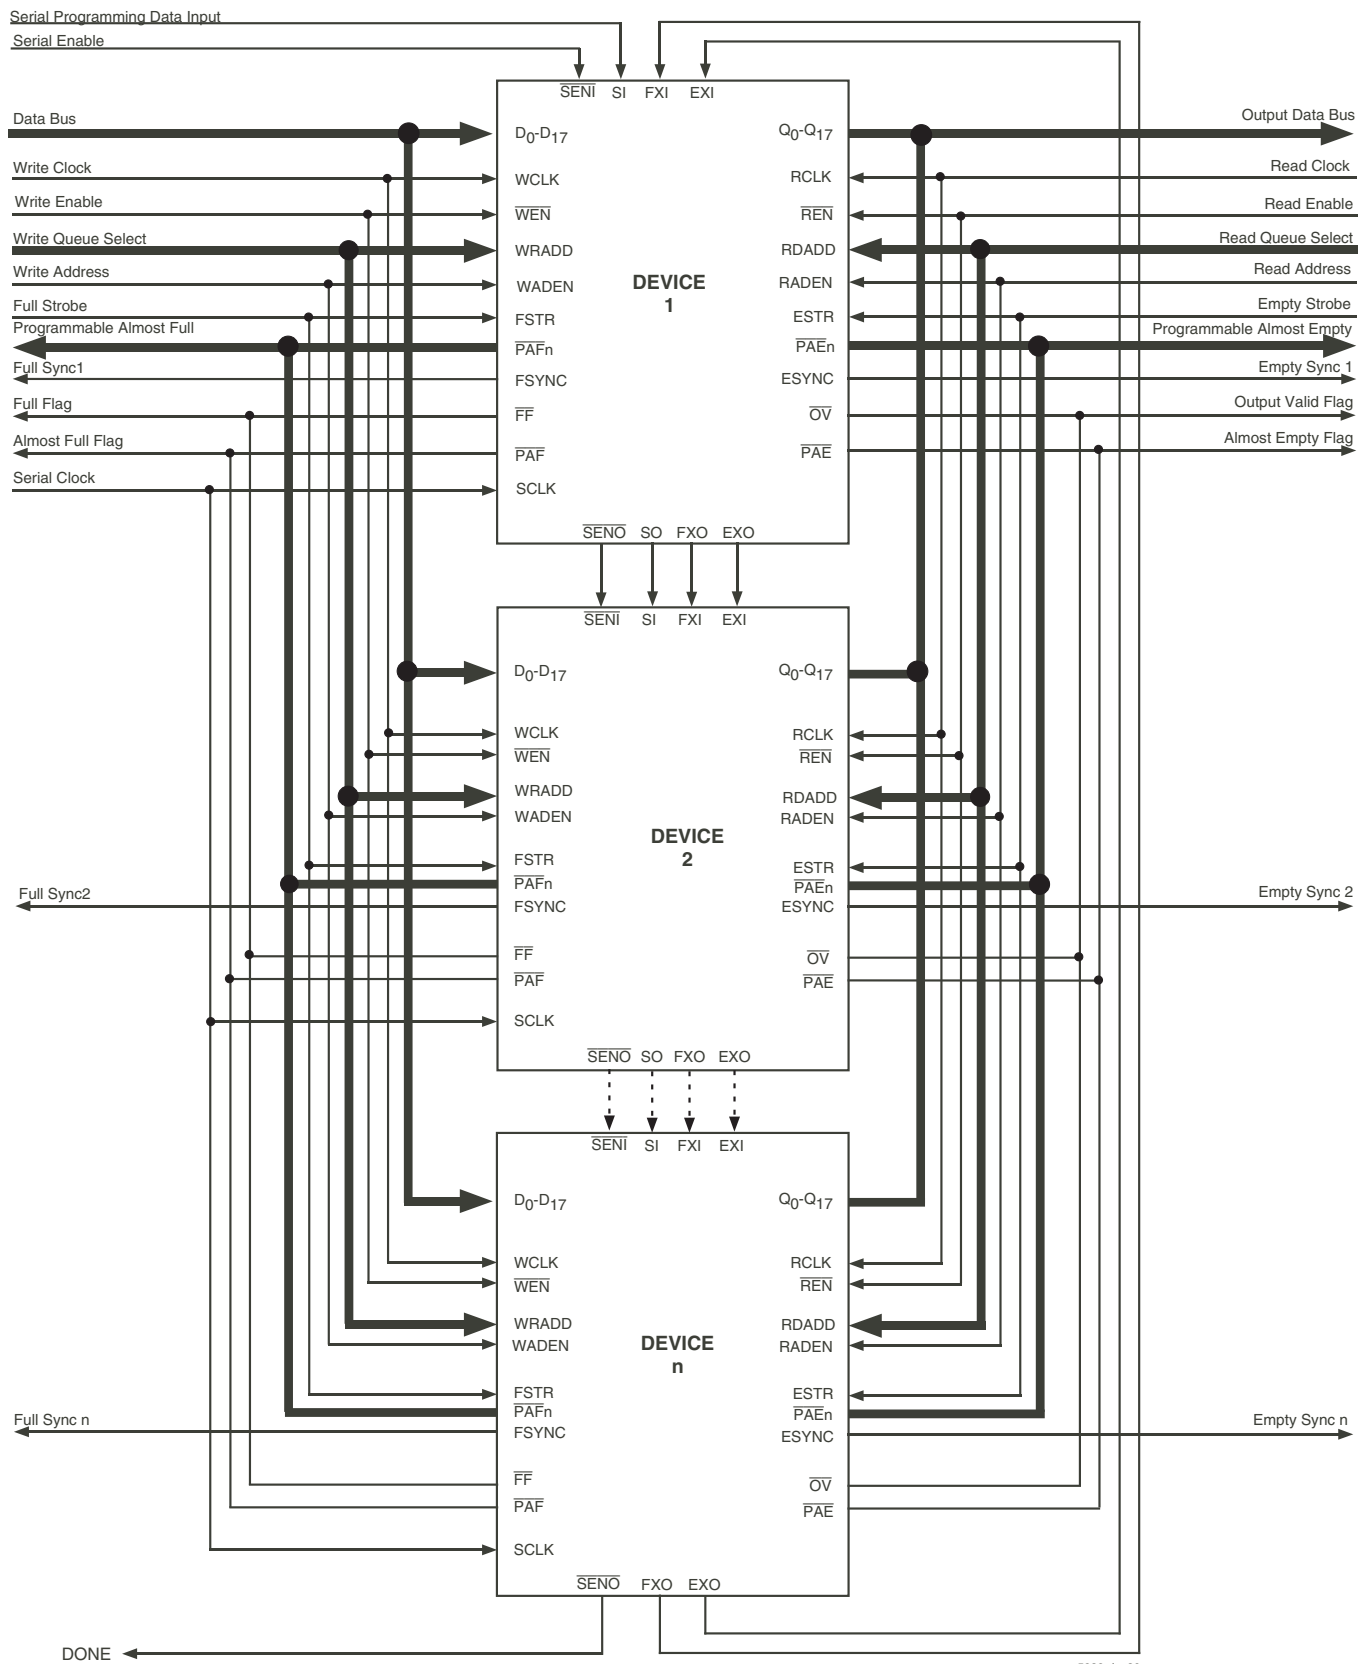 Serial Programming Data Input
Serial Enable
SENI SI FXI EXI
Data Bus
D0-D17
Q0-Q17
Output Data Bus
Write Clock
WCLK
RCLK
Read Clock
Write Enable
WEN
REN
Read Enable
Write Queue Select
WRADD
RDADD
Read Queue Select
Write Address
WADEN
DEVICE
1
RADEN
Read Address
Full Strobe
FSTR
ESTR
Empty Strobe
Programmable Almost Full
PAFn
PAEn
Programmable Almost Empty
Full Sync1
FSYNC
ESYNC
Empty Sync 1
Full Flag
FF
OV
Output Valid Flag
Almost Full Flag
PAF
PAE
Almost Empty Flag
Serial Clock
SCLK
SENO SO FXO EXO
SENI SI FXI EXI
D0-D17
Q0-Q17
WCLK
RCLK
WEN
REN
WRADD
RDADD
WADEN
RADEN
DEVICE
2
FSTR
ESTR
PAFn
PAEn
Full Sync2
FSYNC
ESYNC
Empty Sync 2
FF
OV
PAF
PAE
SCLK
SENO SO FXO EXO
SENI SI FXI EXI
D0-D17
Q0-Q17
WCLK
RCLK
WEN
REN
WRADD
RDADD
WADEN
RADEN
DEVICE
n
FSTR
ESTR
PAFn
PAEn
Full Sync n
FSYNC
ESYNC
Empty Sync n
FF
OV
PAF
PAE
SCLK
SENO FXO EXO
DONE